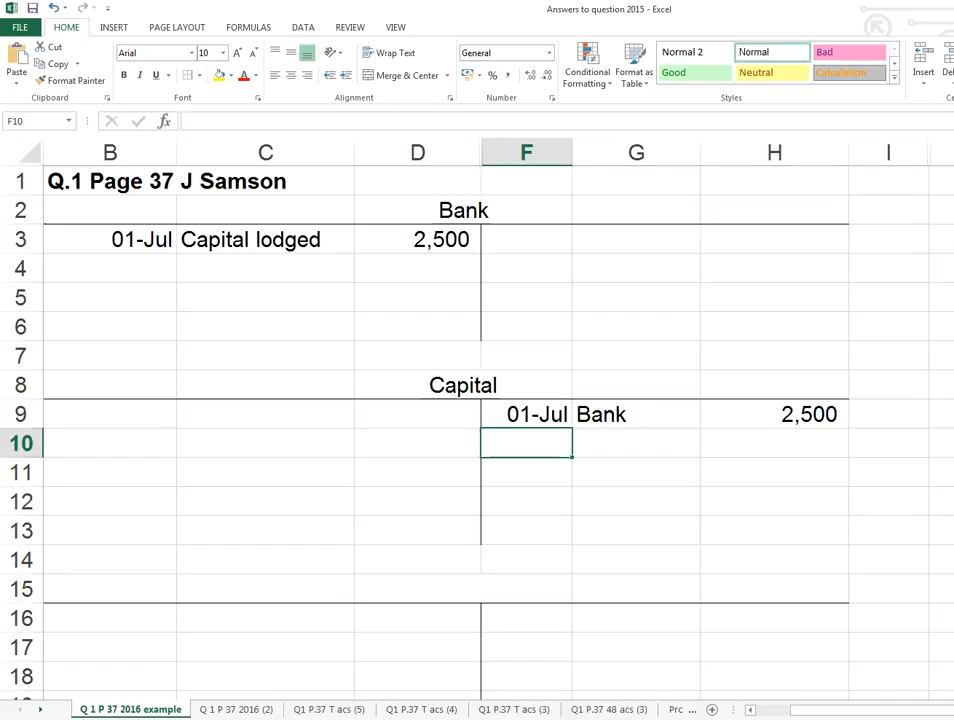 Answers to question 2015 - Excel
FILE HOME INSERT PAGE LAYOUT FORMULAS DATA REVIEW VIEW
Paste Cut Copy Format Painter
Arial 10 A A
B I U A
Wrap Text
Merge & Center
General
% ,
Conditional Formatting
Format as Table
Normal 2 Normal Bad
Good Neutral Calculation
Insert
Clipboard Font Alignment Number Styles
F10 fx
B C D F G H I
1 Q.1 Page 37 J Samson
2 Bank
3 01-Jul Capital lodged 2,500
4
5
6
7
8 Capital
9 01-Jul Bank 2,500
10
11
12
13
14
15
16
17
18
Q 1 P 37 2016 example Q 1 P 37 2016 (2) Q1 P.37 T acs (5) Q1 P.37 T acs (4) Q1 P.37 T acs (3) Q1 P.37 48 acs (3) Prc ...